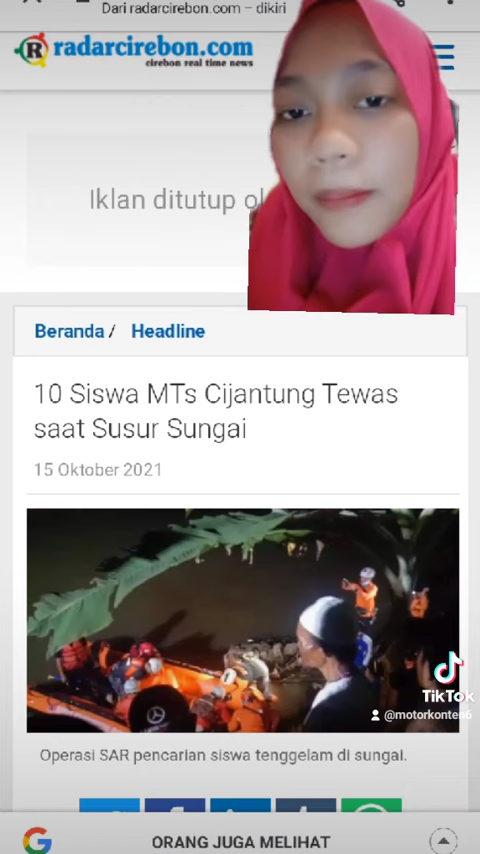 Dari radarcirebon.com – dikiri
radarcirebon.com
cirebon real time news
Iklan ditutup ol
Beranda / Headline
10 Siswa MTs Cijantung Tewas
saat Susur Sungai
15 Oktober 2021
TikTok
@motorkonten6
Operasi SAR pencarian siswa tenggelam di sungai.
ORANG JUGA MELIHAT